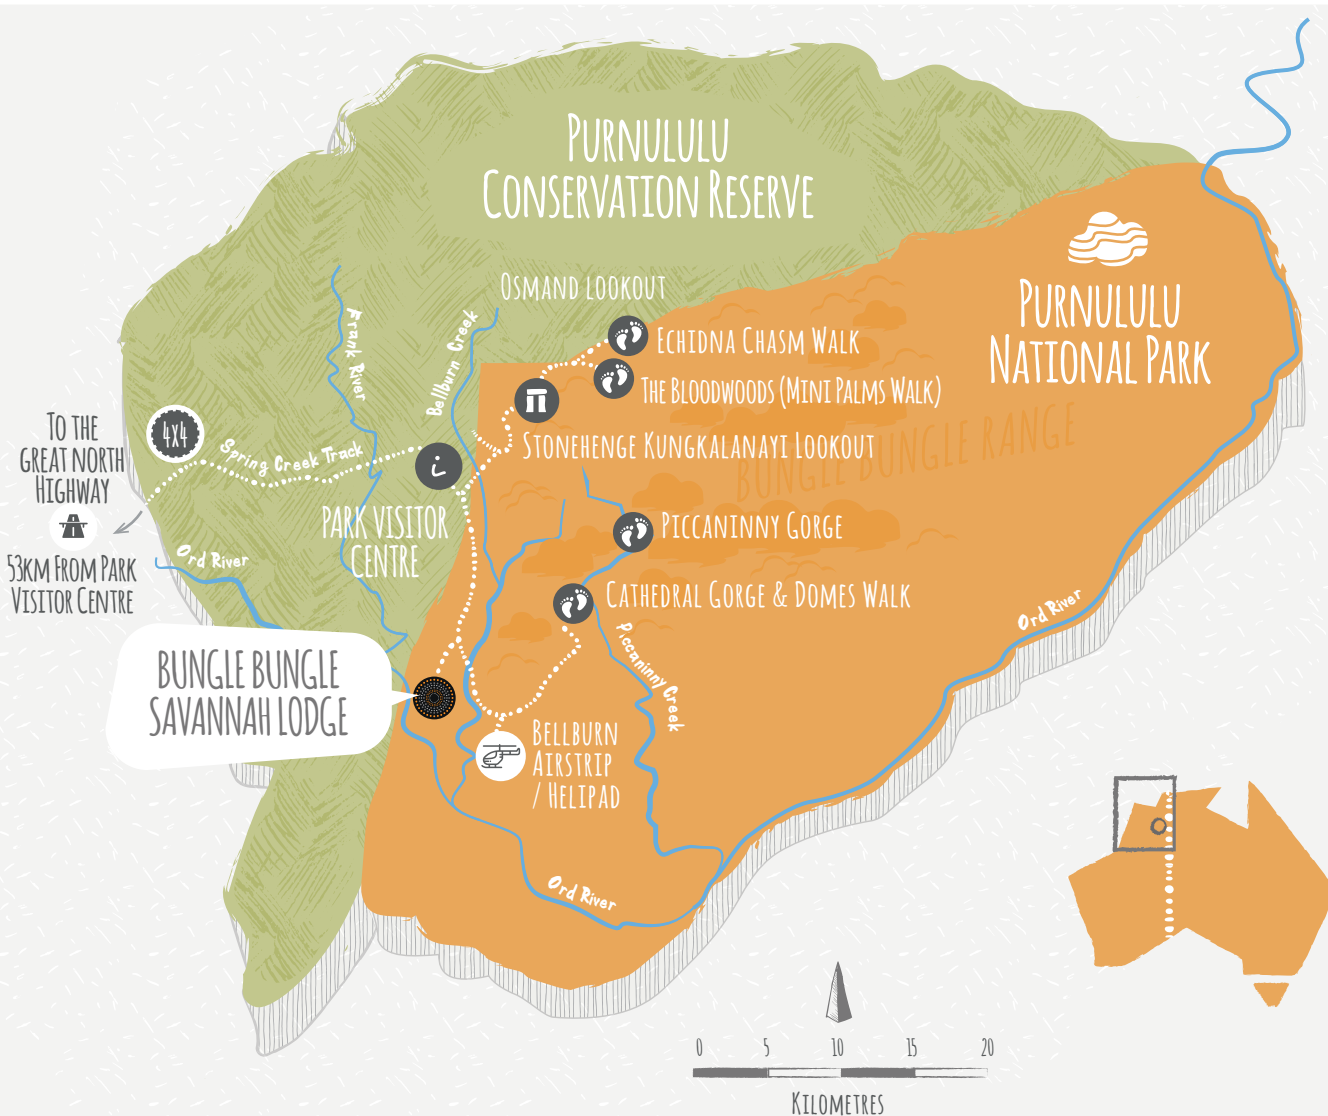 PURNULULU
CONSERVATION RESERVE
PURNULULU
NATIONAL PARK
OSMAND LOOKOUT
ECHIDNA CHASM WALK
THE BLOODWOODS (MINI PALMS WALK)
STONEHENGE KUNGKALANAYI LOOKOUT
BUNGLE BUNGLE RANGE
Frank River
Bellburn Creek
4X4
Spring Creek Track
i
TO THE
GREAT NORTH
HIGHWAY
53KM FROM PARK
VISITOR CENTRE
PARK VISITOR
CENTRE
PICCANINNY GORGE
CATHEDRAL GORGE & DOMES WALK
Ord River
Ord River
Piccaninny Creek
BUNGLE BUNGLE
SAVANNAH LODGE
BELLBURN
AIRSTRIP
/ HELIPAD
Ord River
0 5 10 15 20
KILOMETRES